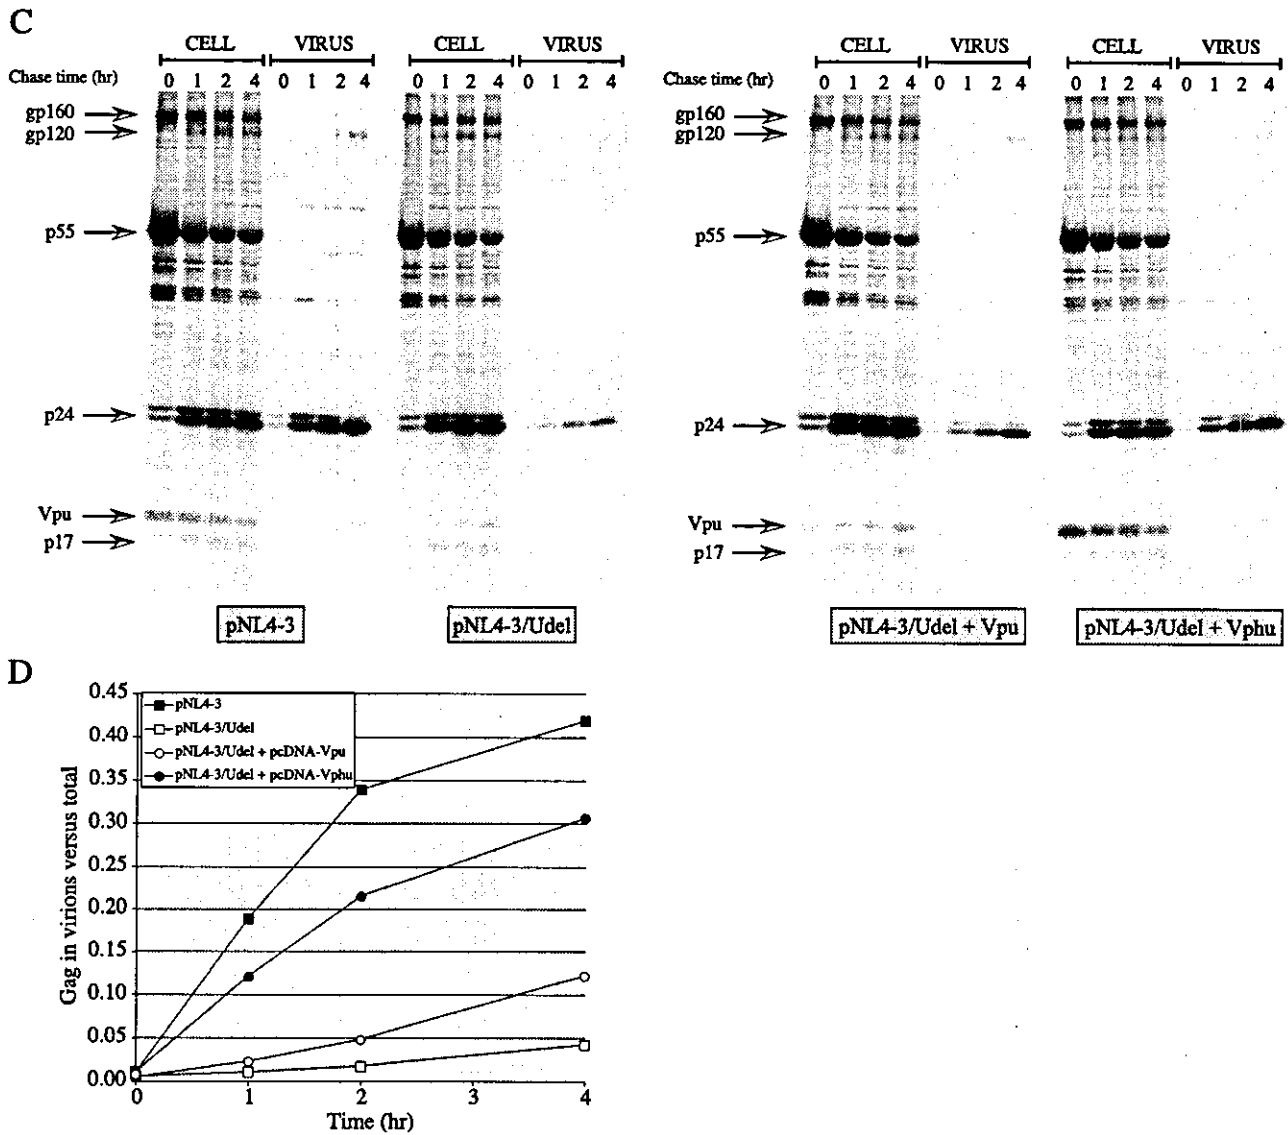 C
CELL VIRUS CELL VIRUS CELL VIRUS CELL VIRUS
Chase time (hr) 0 1 2 4 0 1 2 4 0 1 2 4 0 1 2 4
Chase time (hr) 0 1 2 4 0 1 2 4 0 1 2 4 0 1 2 4
gp160
gp120
p55
p24
Vpu
p17
gp160
gp120
p55
p24
Vpu
p17
pNL4-3
pNL4-3/Udel
pNL4-3/Udel + Vpu
pNL4-3/Udel + Vphu
D
pNL4-3
pNL4-3/Udel
pNL4-3/Udel + pcDNA-Vpu
pNL4-3/Udel + pcDNA-Vphu
Gag in virions versus total
0.45
0.40
0.35
0.30
0.25
0.20
0.15
0.10
0.05
0.00
0 1 2 3 4
Time (hr)